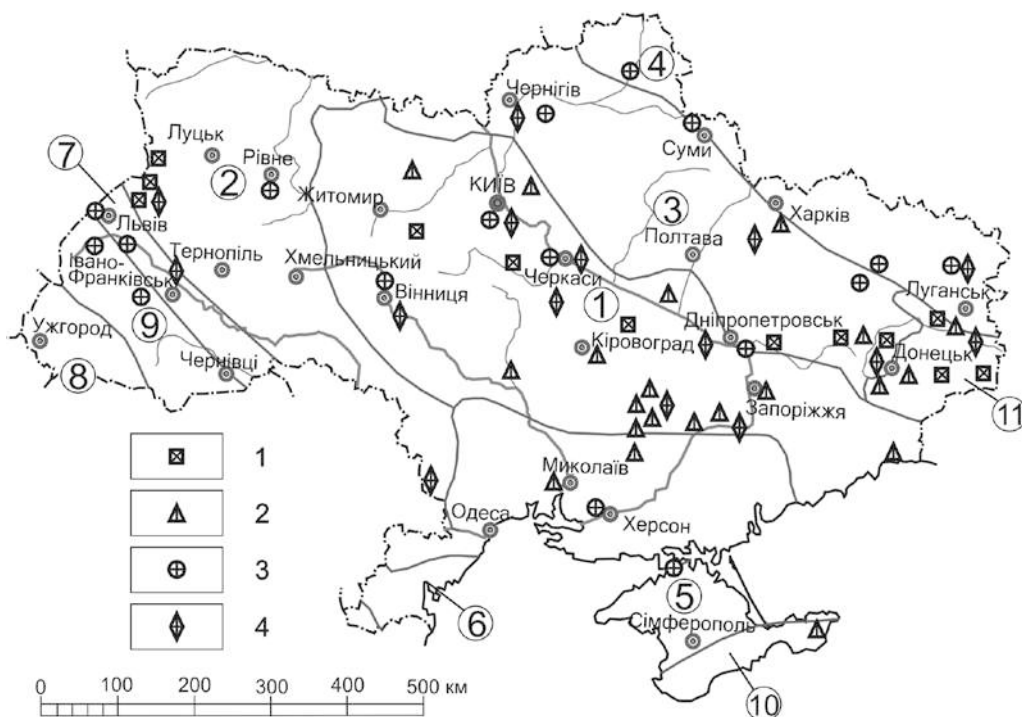 4
Чернігів
7
Луцьк
Суми
2
Рівне
КИЇВ
Житомир
3
Харків
Львів
Полтава
Івано-
Франківськ
Тернопіль
Хмельницький
Черкаси
Вінниця
1
Луганськ
Ужгород
9
Дніпропетровськ
Кіровоград
Донецьк
8
Чернівці
Запоріжжя
11
1
Миколаїв
2
Одеса
Херсон
3
5
6
Сімферополь
4
10
0 100 200 300 400 500 км